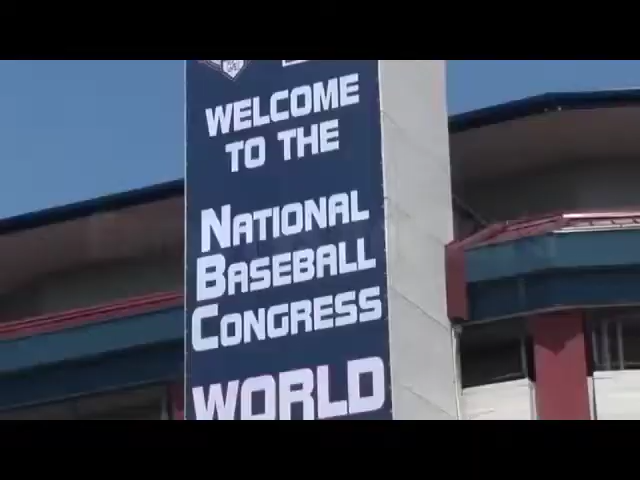 WELCOME
TO THE
NATIONAL
BASEBALL
CONGRESS
WORLD